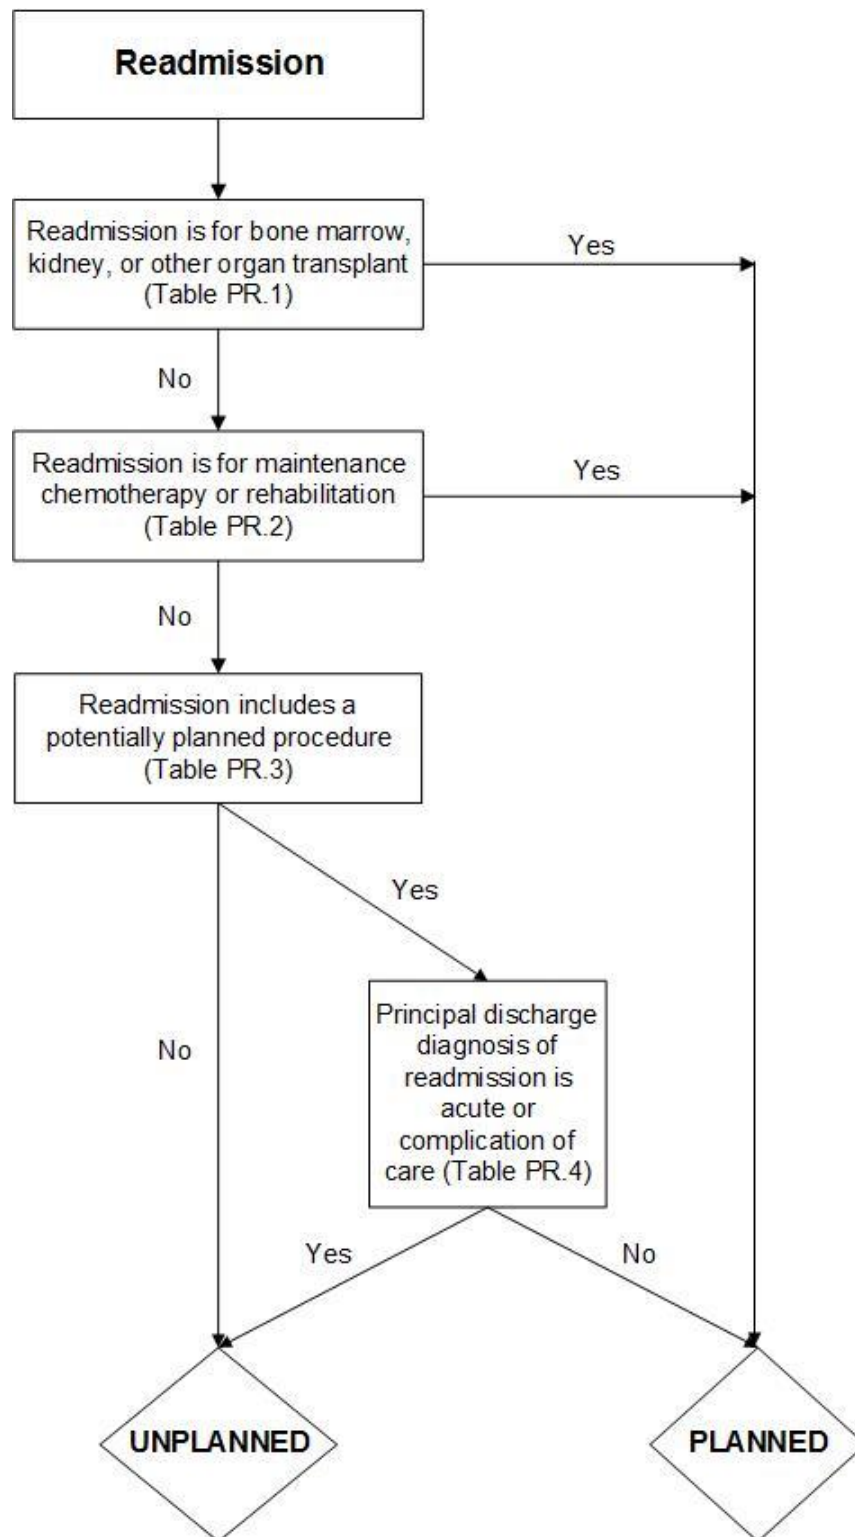 Readmission
Readmission is for bone marrow,
kidney, or other organ transplant
(Table PR.1)
Yes
No
Readmission is for maintenance
chemotherapy or rehabilitation
(Table PR.2)
Yes
No
Readmission includes a
potentially planned procedure
(Table PR.3)
Yes
No
Principal discharge
diagnosis of
readmission is
acute or
complication of
care (Table PR.4)
Yes
No
UNPLANNED
PLANNED